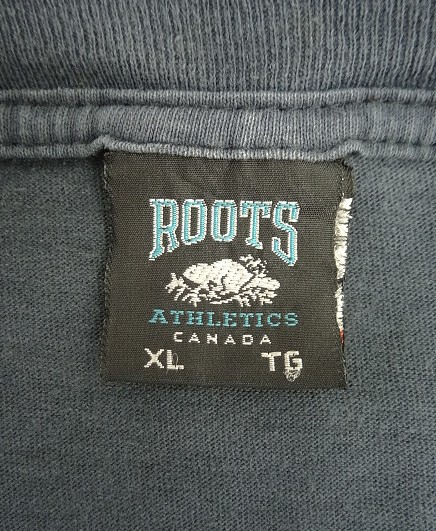 ROOTS
ATHLETICS
CANADA
XL TG